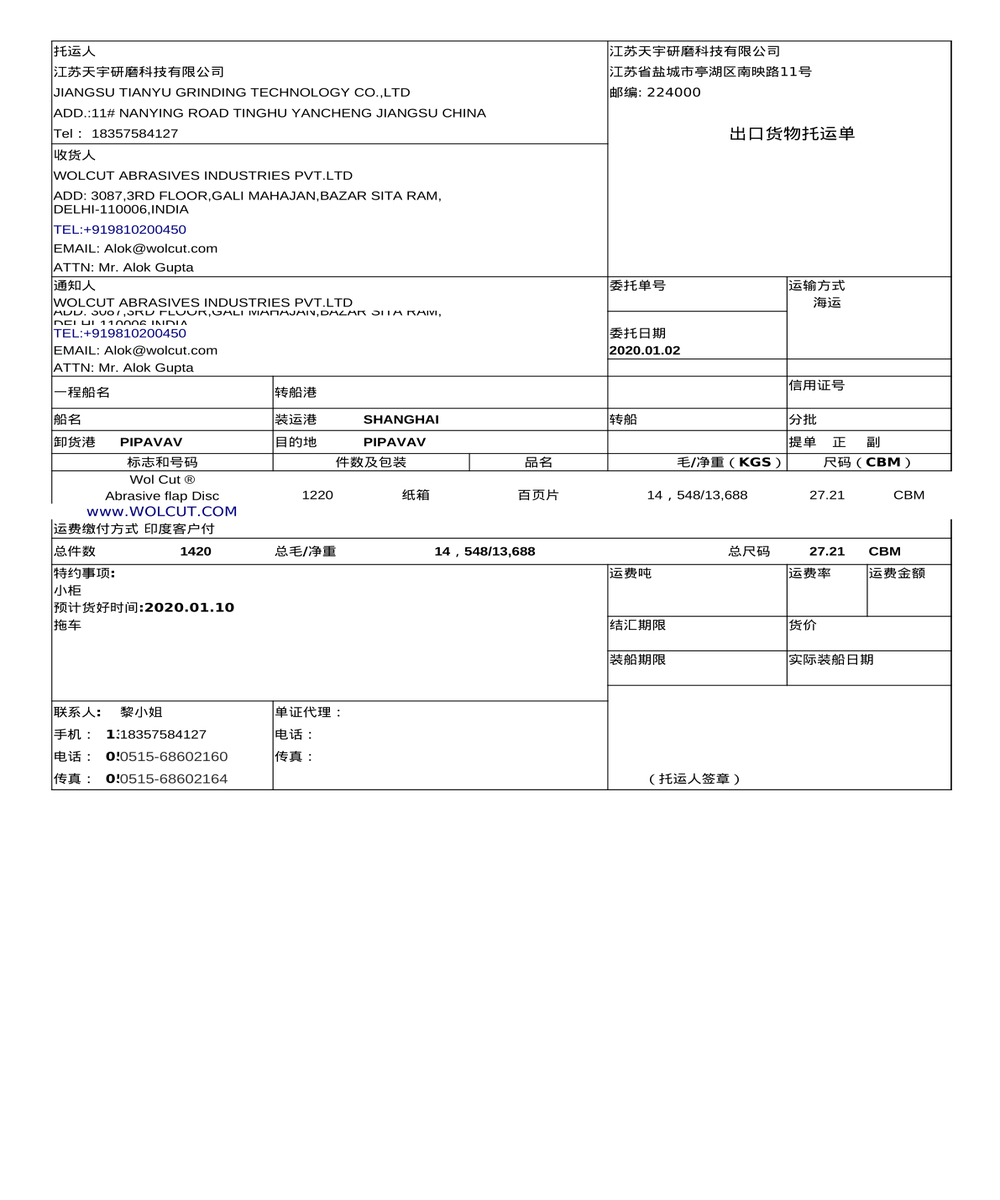 托运人
江苏天宇研磨科技有限公司
JIANGSU TIANYU GRINDING TECHNOLOGY CO.,LTD
ADD.:11# NANYING ROAD TINGHU YANCHENG JIANGSU CHINA
Tel： 18357584127
江苏天宇研磨科技有限公司
江苏省盐城市亭湖区南映路11号
邮编: 224000
出口货物托运单
收货人
WOLCUT ABRASIVES INDUSTRIES PVT.LTD
ADD: 3087,3RD FLOOR,GALI MAHAJAN,BAZAR SITA RAM,
DELHI-110006,INDIA
TEL:+919810200450
EMAIL: Alok@wolcut.com
ATTN: Mr. Alok Gupta
通知人
WOLCUT ABRASIVES INDUSTRIES PVT.LTD
ADD: 3087,3RD FLOOR,GALI MAHAJAN,BAZAR SITA RAM,
DELHI-110006,INDIA
TEL:+919810200450
EMAIL: Alok@wolcut.com
ATTN: Mr. Alok Gupta
委托单号
运输方式
海运
委托日期
2020.01.02
一程船名 转船港 信用证号
船名 装运港 SHANGHAI 转船 分批
卸货港 PIPAVAV 目的地 PIPAVAV 提单 正 副
标志和号码 件数及包装 品名 毛/净重（KGS） 尺码（CBM）
Wol Cut ®
Abrasive flap Disc 1220 纸箱 百页片 14，548/13,688 27.21 CBM
www.WOLCUT.COM
运费缴付方式 印度客户付
总件数 1420 总毛/净重 14，548/13,688 总尺码 27.21 CBM
特约事项:
小柜
预计货好时间:2020.01.10
拖车
运费吨 运费率 运费金额
结汇期限 货价
装船期限 实际装船日期
联系人: 黎小姐 单证代理：
手机： 18357584127 电话：
电话： 0515-68602160 传真：
传真： 0515-68602164 （托运人签章）